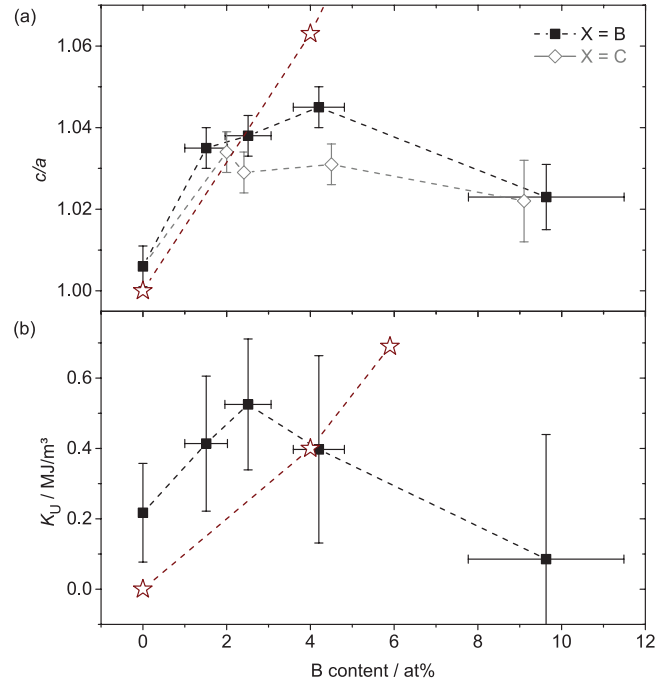 (a)
1.06
X = B
X = C
1.04
c/a
1.02
1.00
(b)
0.6
K_U / MJ/m³
0.4
0.2
0.0
0 2 4 6 8 10 12
B content / at%